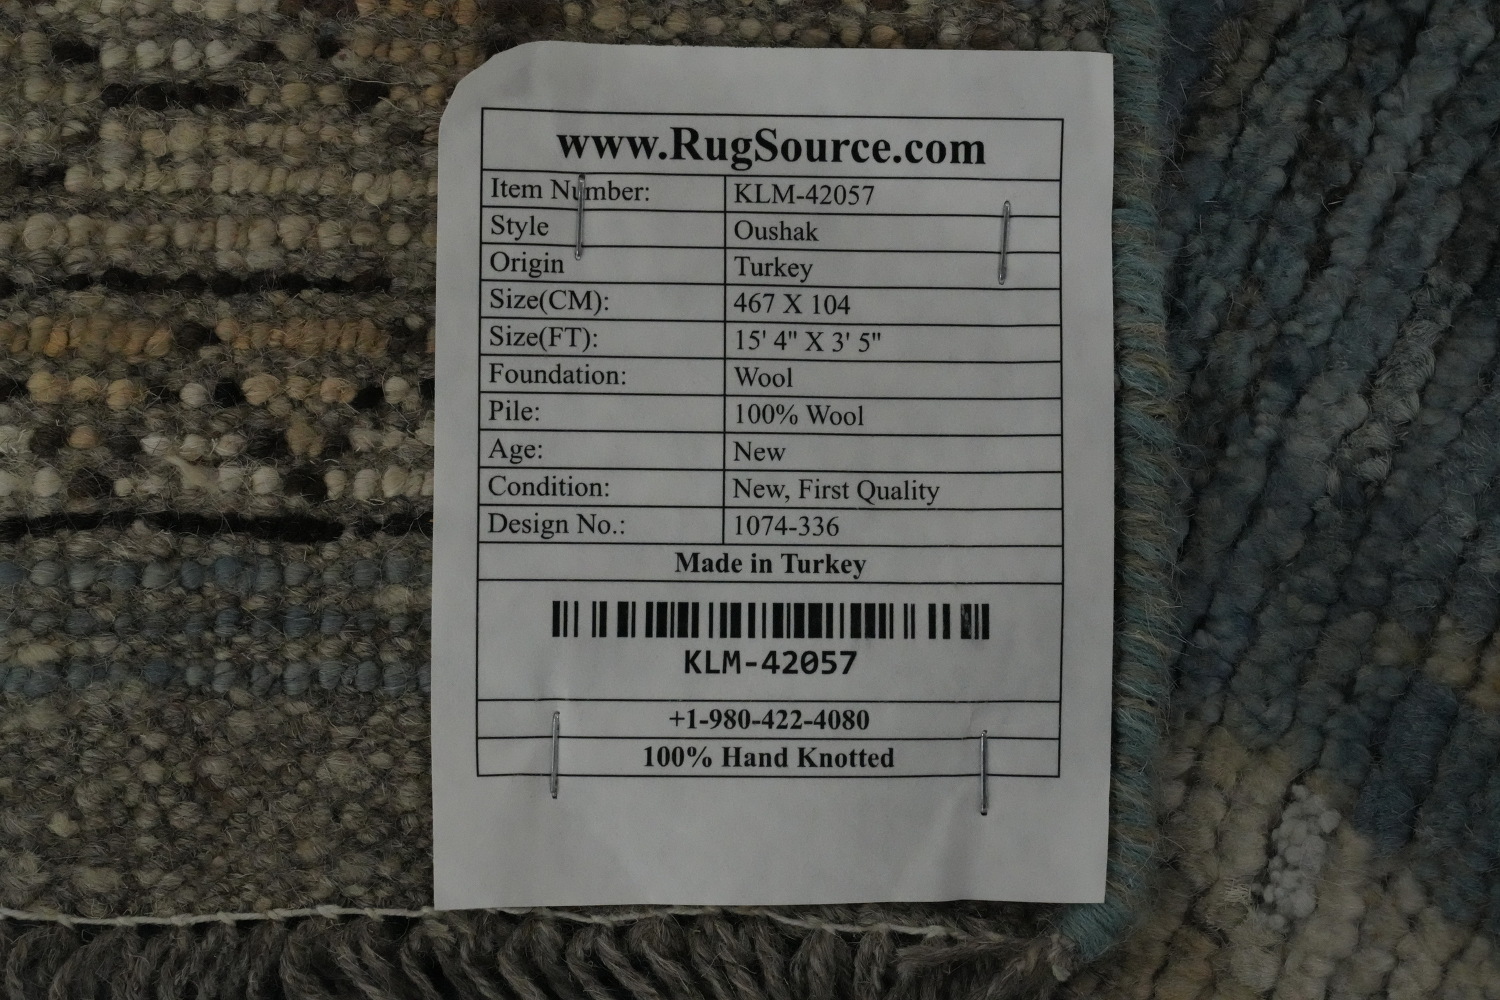 www.RugSource.com
Item Number: KLM-42057
Style Oushak
Origin Turkey
Size(CM): 467 X 104
Size(FT): 15' 4" X 3' 5"
Foundation: Wool
Pile: 100% Wool
Age: New
Condition: New, First Quality
Design No.: 1074-336
Made in Turkey
KLM-42057
+1-980-422-4080
100% Hand Knotted